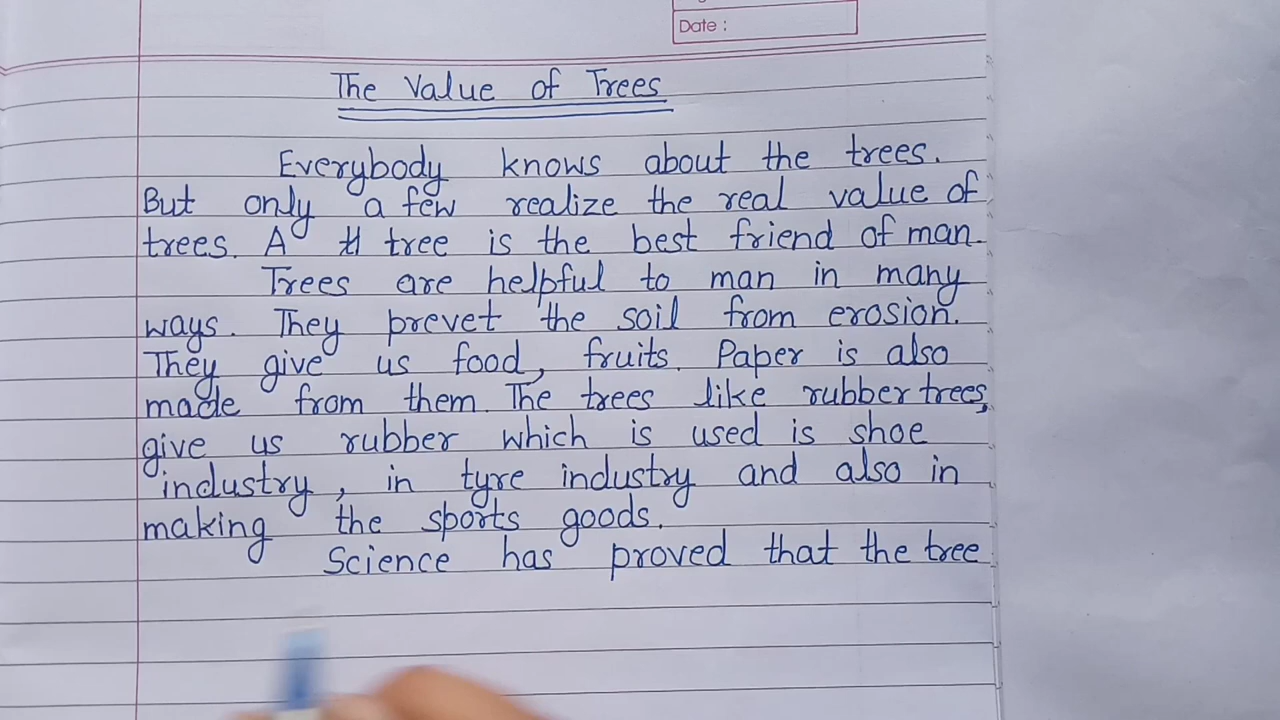 Date :
The Value of Trees
Everybody knows about the trees.
But only a few realize the real value of
trees. A tree is the best friend of man.
Trees are helpful to man in many
ways. They prevet the soil from erosion.
They give us food, fruits. Paper is also
made from them. The trees like rubber trees,
give us rubber which is used is shoe
industry, in tyre industry and also in
making the sports goods.
Science has proved that the tree